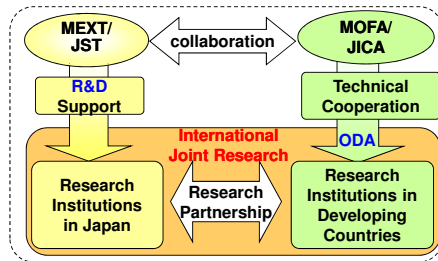 MEXT/
JST
collaboration
MOFA/
JICA
R&D
Support
Technical
Cooperation
International
Joint Research
ODA
Research
Institutions
in Japan
Research
Partnership
Research
Institutions in
Developing
Countries